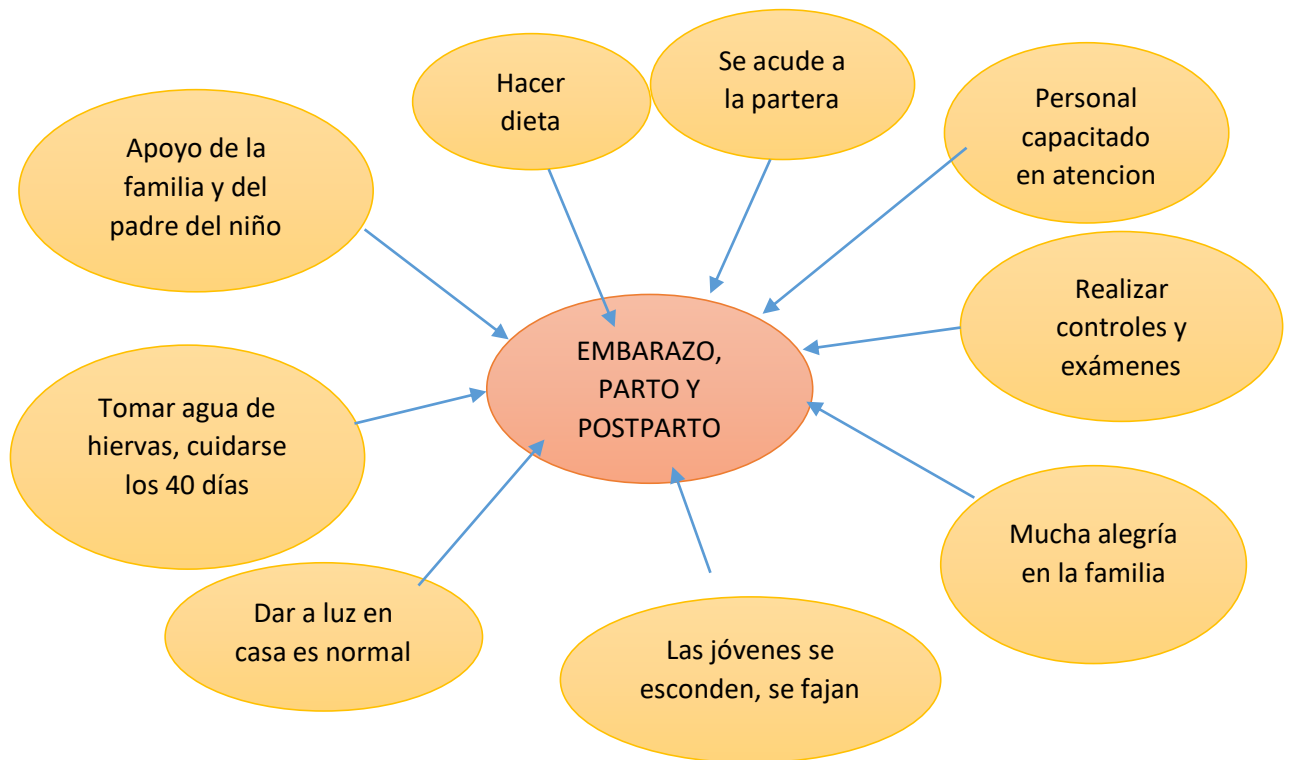 Hacer
dieta
Se acude a
la partera
Personal
capacitado
en atencion
Apoyo de la
familia y del
padre del niño
Realizar
controles y
exámenes
EMBARAZO,
PARTO Y
POSTPARTO
Tomar agua de
hiervas, cuidarse
los 40 días
Mucha alegría
en la familia
Dar a luz en
casa es normal
Las jóvenes se
esconden, se fajan